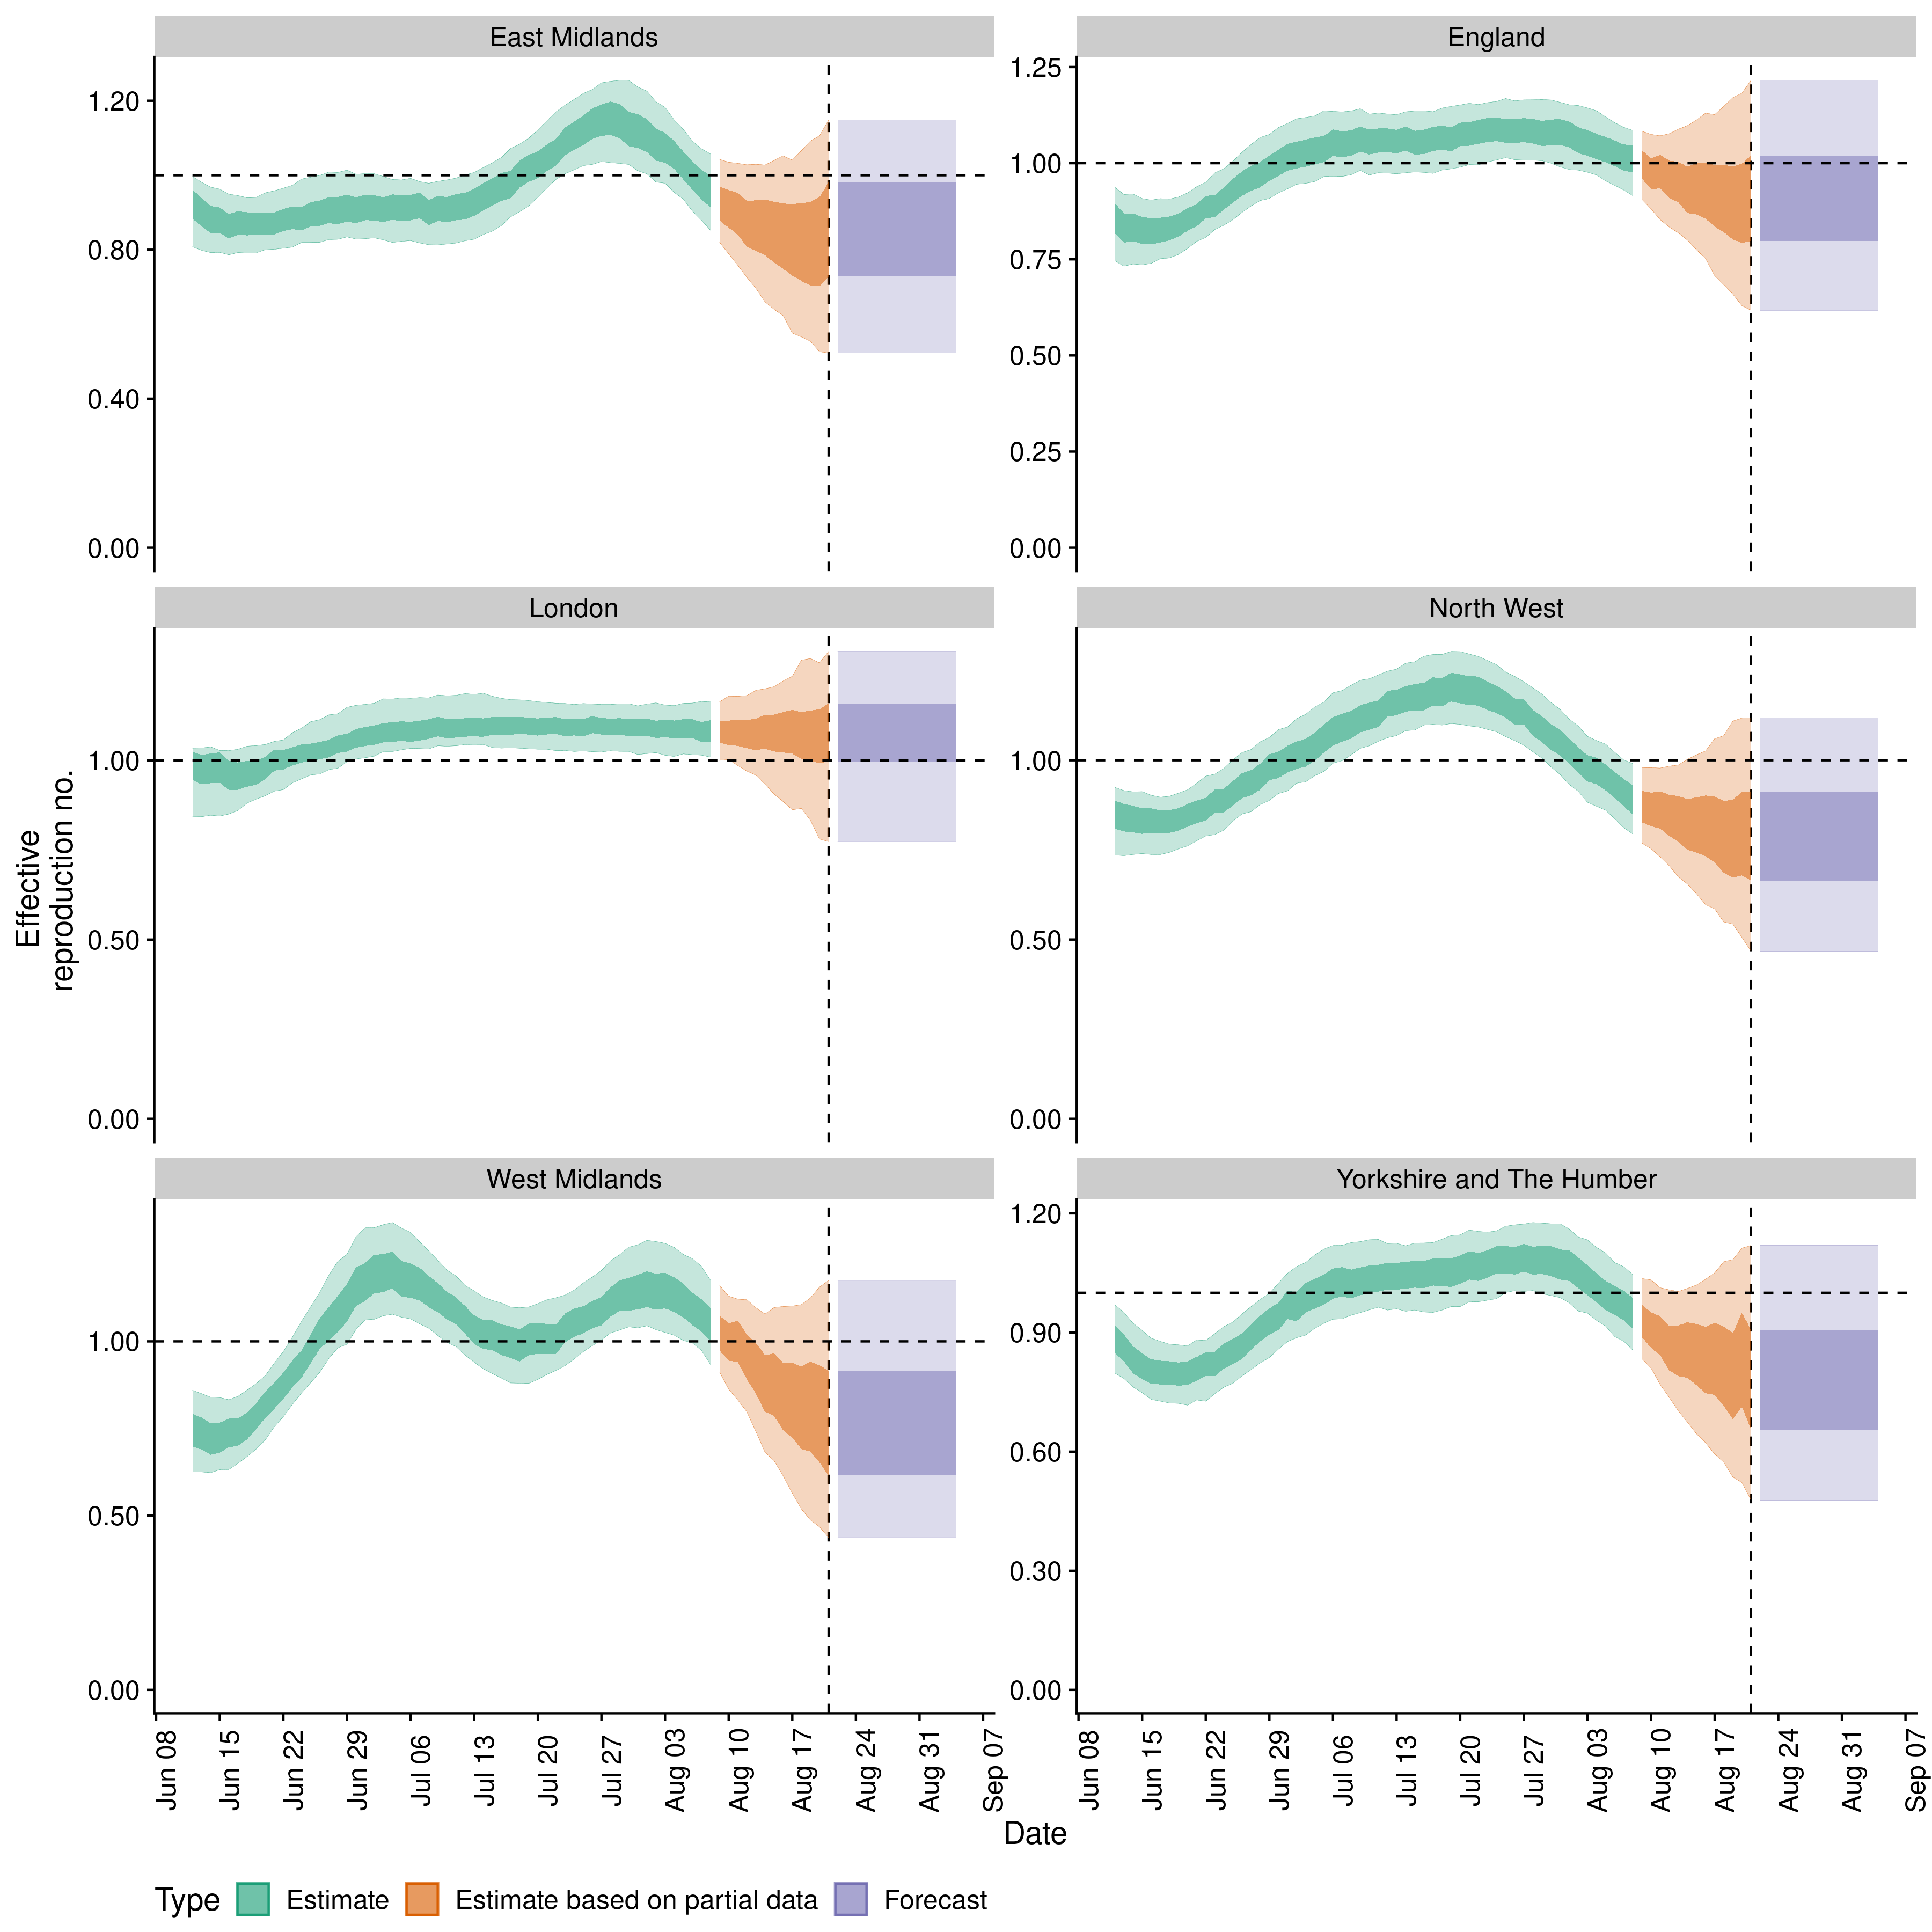 East Midlands
England
1.20
0.80
0.40
0.00
1.25
1.00
0.75
0.50
0.25
0.00
London
North West
1.00
0.50
0.00
1.00
0.50
0.00
West Midlands
Yorkshire and The Humber
1.00
0.50
0.00
1.20
0.90
0.60
0.30
0.00
Effective
reproduction no.
Jun 08
Jun 15
Jun 22
Jun 29
Jul 06
Jul 13
Jul 20
Jul 27
Aug 03
Aug 10
Aug 17
Aug 24
Aug 31
Sep 07
Jun 08
Jun 15
Jun 22
Jun 29
Jul 06
Jul 13
Jul 20
Jul 27
Aug 03
Aug 10
Aug 17
Aug 24
Aug 31
Sep 07
Date
Type Estimate Estimate based on partial data Forecast